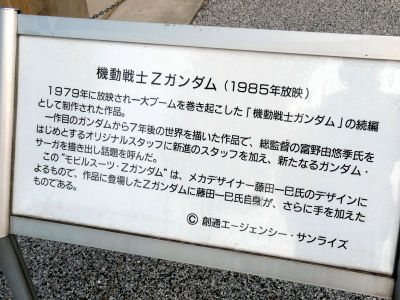 機動戦士Zガンダム(1985年放映)
1979年に放映され一大ブームを巻き起こした「機動戦士ガンダム」の続編
として制作された作品。
一作目のガンダムから7年後の世界を描いた作品で、総監督の富野由悠季氏を
はじめとするオリジナルスタッフに新進のスタッフを加え、新たなるガンダム・
サーガを描き出し話題を呼んだ。
この"モビルスーツ・Zガンダム"は、メカデザイナー藤田一巳氏のデザインに
よるもので、作品に登場したZガンダムに藤田一巳氏自身が、さらに手を加えた
ものである。
© 創通エージェンシー・サンライズ